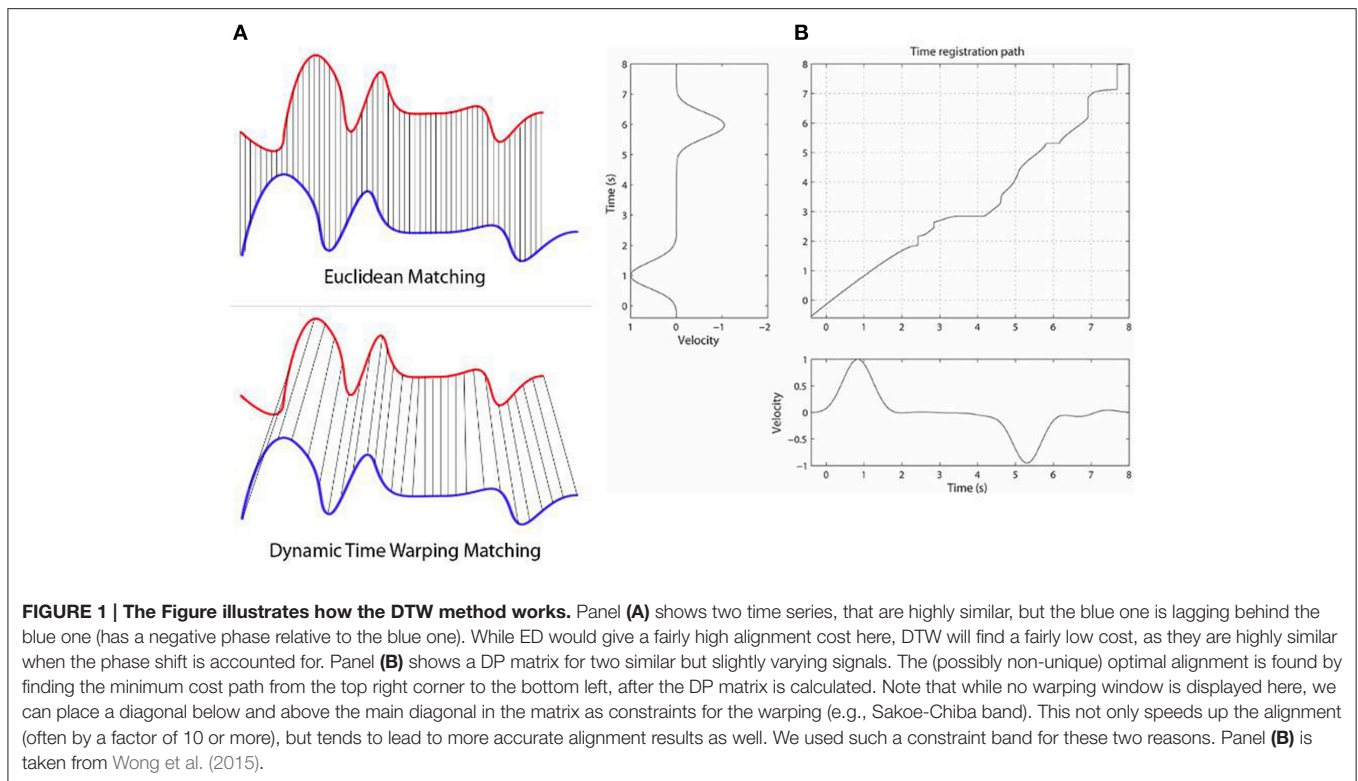 A
B
Euclidean Matching
Dynamic Time Warping Matching
8
7
6
5
4
3
2
1
0
Time (s)
1 0 −1 −2
Velocity
Time registration path
8
7
6
5
4
3
2
1
0
0 1 2 3 4 5 6 7 8
1
0.5
0
−0.5
−1
Velocity
0 1 2 3 4 5 6 7 8
Time (s)
FIGURE 1 | The Figure illustrates how the DTW method works. Panel (A) shows two time series, that are highly similar, but the blue one is lagging behind the
blue one (has a negative phase relative to the blue one). While ED would give a fairly high alignment cost here, DTW will find a fairly low cost, as they are highly similar
when the phase shift is accounted for. Panel (B) shows a DP matrix for two similar but slightly varying signals. The (possibly non-unique) optimal alignment is found by
finding the minimum cost path from the top right corner to the bottom left, after the DP matrix is calculated. Note that while no warping window is displayed here, we
can place a diagonal below and above the main diagonal in the matrix as constraints for the warping (e.g., Sakoe-Chiba band). This not only speeds up the alignment
(often by a factor of 10 or more), but tends to lead to more accurate alignment results as well. We used such a constraint band for these two reasons. Panel (B) is
taken from Wong et al. (2015).